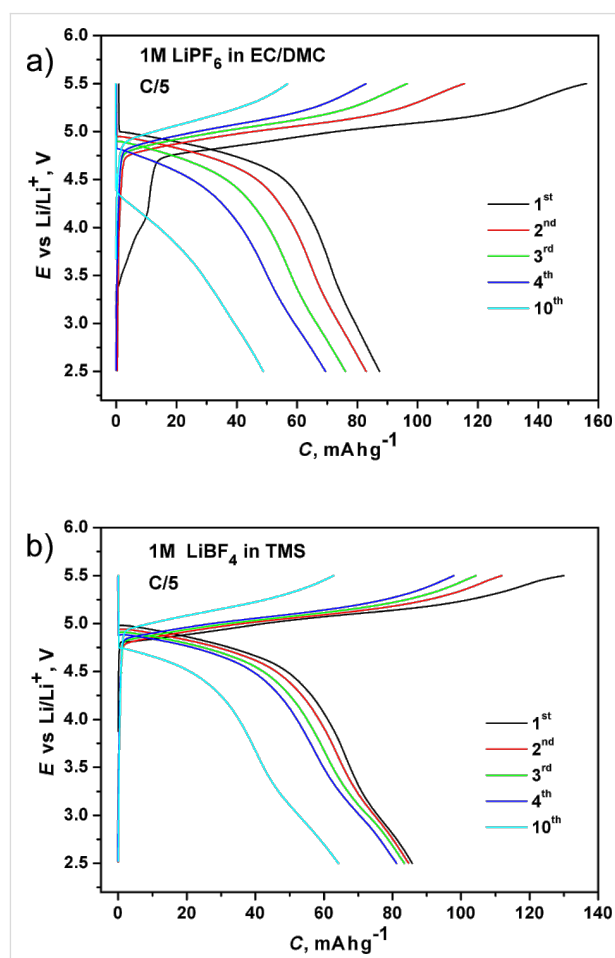 a)
1M LiPF6 in EC/DMC
C/5
6.0
5.5
5.0
4.5
4.0
3.5
3.0
2.5
E vs Li/Li+, V
1st
2nd
3rd
4th
10th
0 20 40 60 80 100 120 140 160
C, mAhg-1
b)
1M LiBF4 in TMS
C/5
6.0
5.5
5.0
4.5
4.0
3.5
3.0
2.5
E vs Li/Li+, V
1st
2nd
3rd
4th
10th
0 20 40 60 80 100 120 140
C, mAhg-1